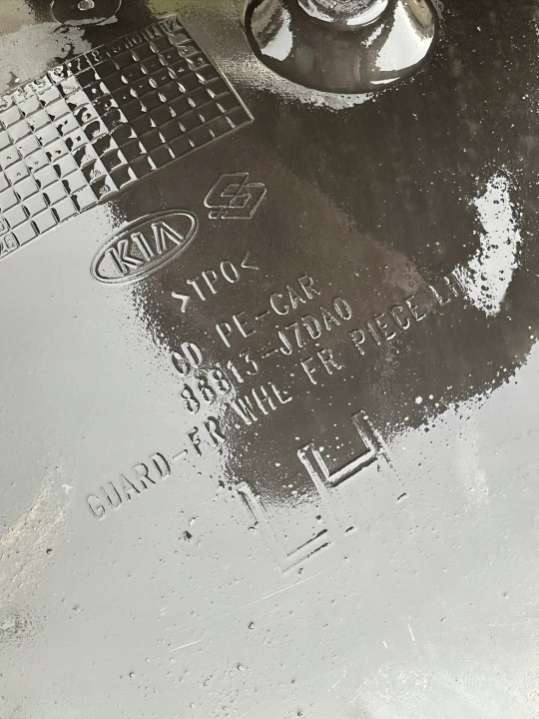 KIA
>TPO<
CD PE-CAR
86813-J7DA0
GUARD-FR WHL FR PIECE LH
LH